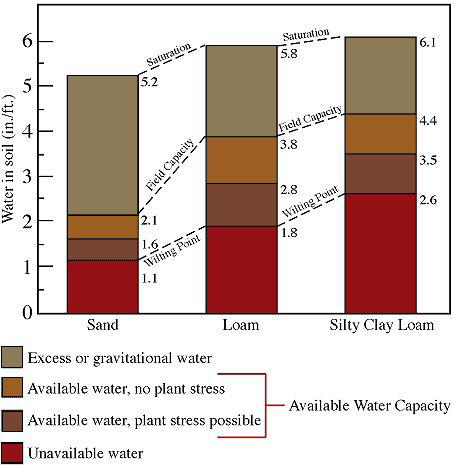 Water in soil (in./ft.)
6
5
4
3
2
1
0
Saturation
5.2
Field Capacity
2.1
1.6
Wilting Point
1.1
Saturation
5.8
Field Capacity
3.8
2.8
Wilting Point
1.8
6.1
4.4
3.5
2.6
Sand
Loam
Silty Clay Loam
Excess or gravitational water
Available water, no plant stress
Available water, plant stress possible
Available Water Capacity
Unavailable water